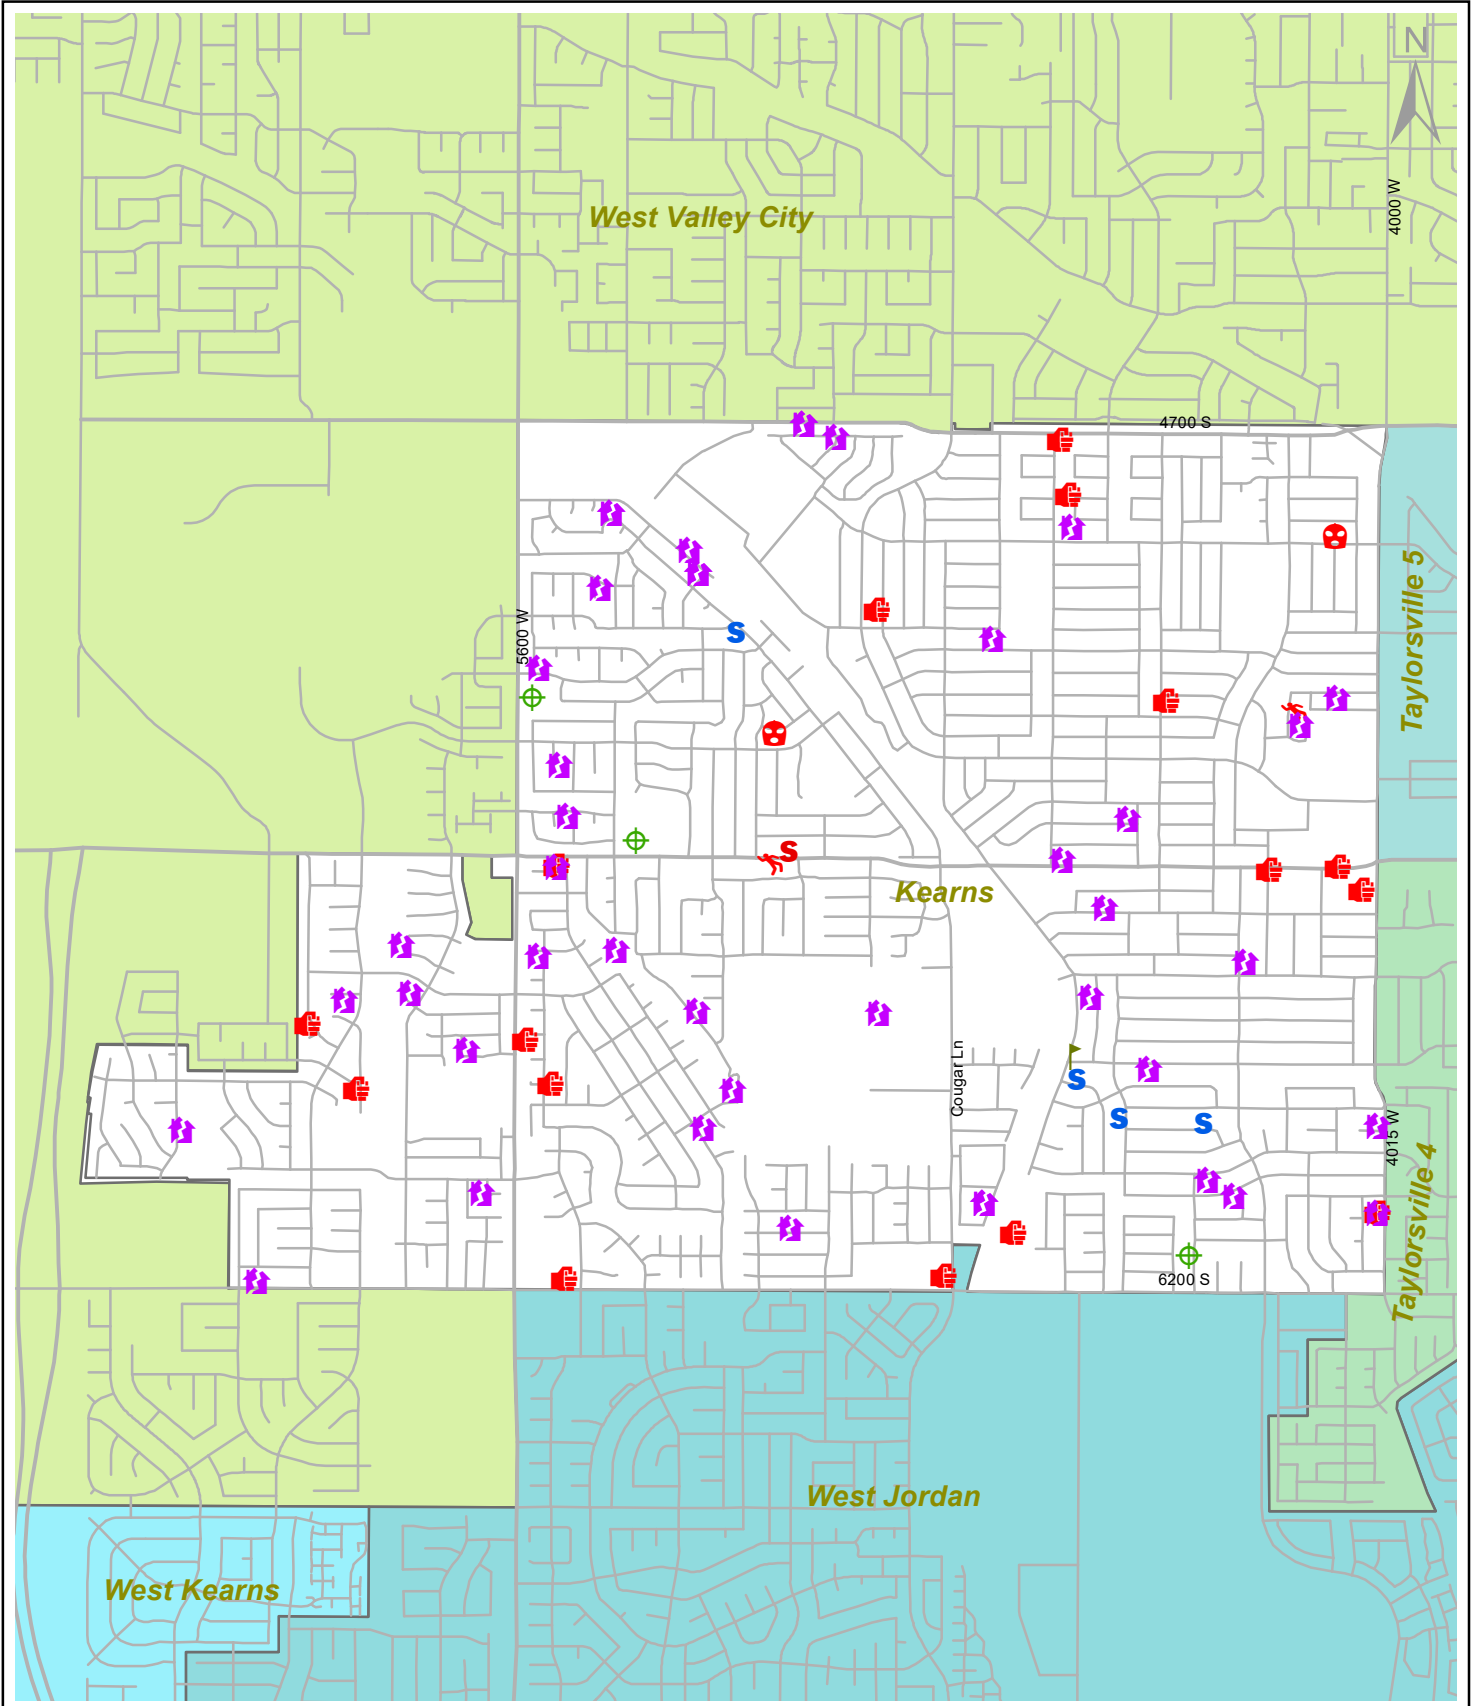 N
4000 W
West Valley City
4700 S
Taylorsville 5
5600 W
S
S
Kearns
Cougar Ln
S
S
S
4015 W
Taylorsville 4
6200 S
West Jordan
West Kearns